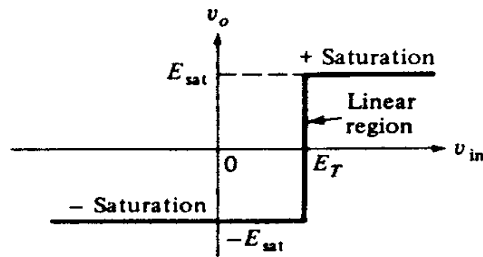 v_o
+ Saturation
E_sat
Linear
region
v_in
0
E_T
− Saturation
−E_sat